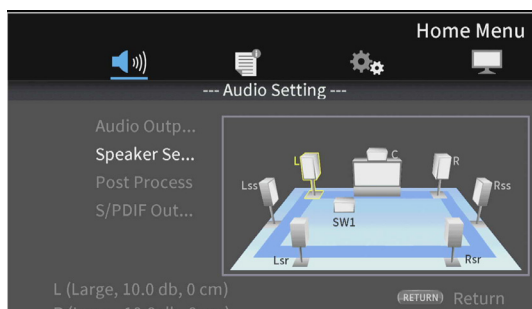 Home Menu
--- Audio Setting ---
Audio Outp...
Speaker Se...
Post Process
S/PDIF Out...
L
C
R
Lss
Rss
SW1
Lsr
Rsr
L (Large, 10.0 db, 0 cm)
RETURN Return